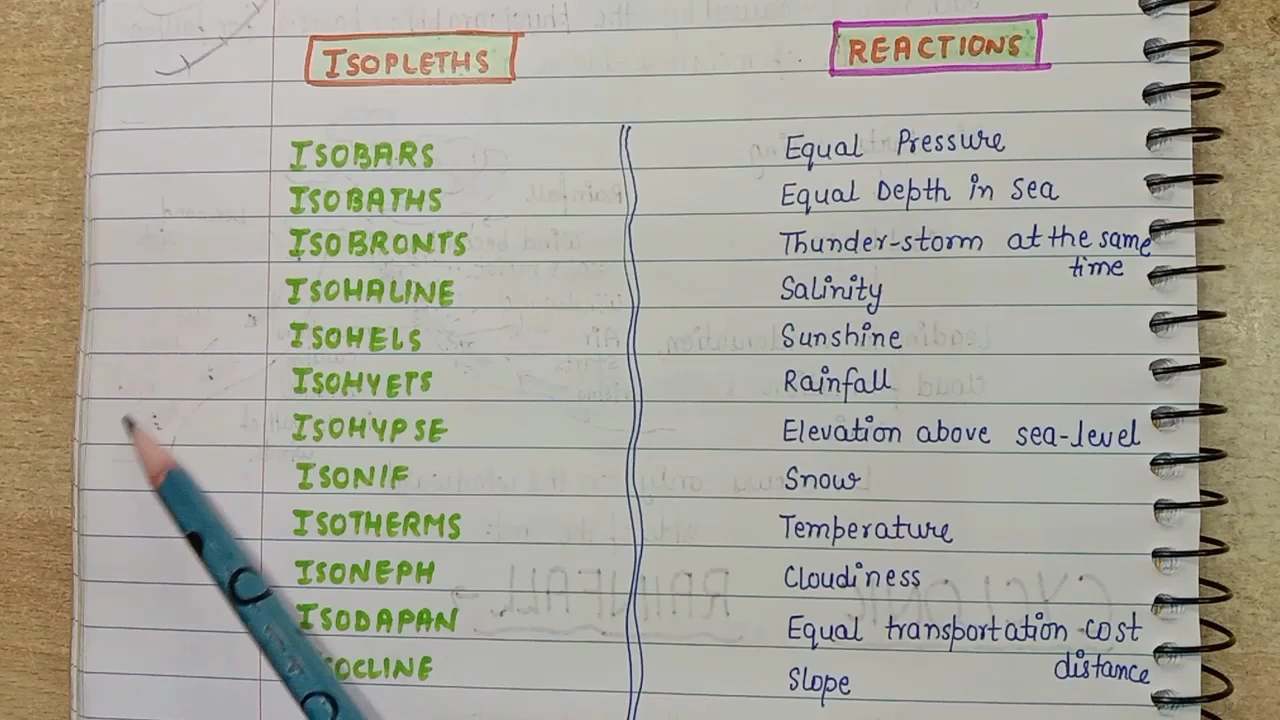 ISOPLETHS REACTIONS
ISOBARS Equal Pressure
ISOBATHS Equal Depth in sea
ISOBRONTS Thunder-storm at the same
time
ISOHALINE Salinity
ISOHELS Sunshine
ISOHYETS Rainfall
ISOHYPSE Elevation above sea-level
ISONIF Snow
ISOTHERMS Temperature
ISONEPH Cloudiness
ISODAPAN Equal transportation cost
distance
OCLINE Slope